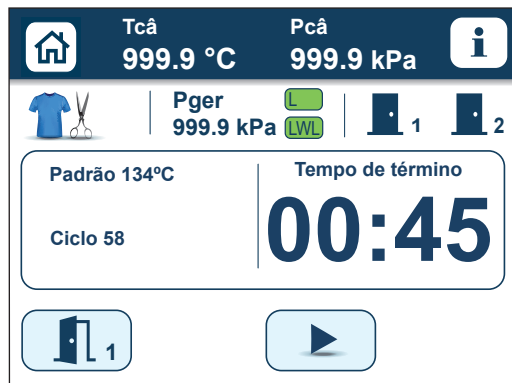 Tcâ Pcâ
999.9 °C 999.9 kPa i
Pger L
999.9 kPa LWL 1 2
Padrão 134ºC Tempo de término
00:45
Ciclo 58
1